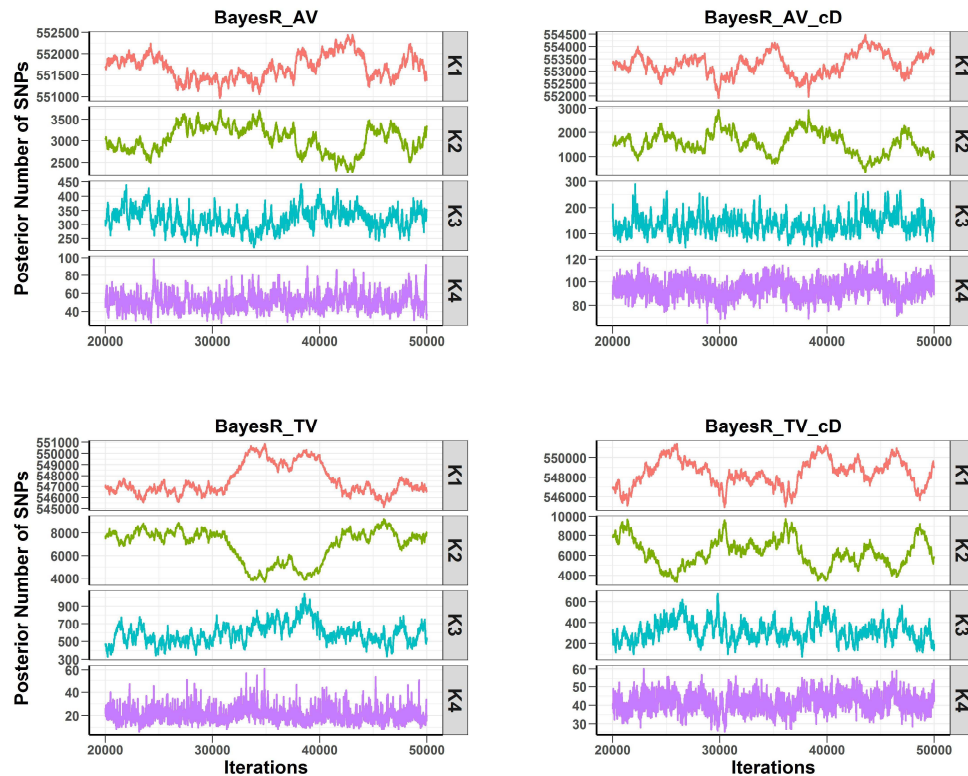 BayesR_AV
Posterior Number of SNPs
552500
552000
551500
551000
K1
3500
3000
2500
K2
450
400
350
300
250
K3
100
80
60
40
K4
20000 30000 40000 50000
BayesR_AV_cD
554500
554000
553500
553000
552500
552000
K1
3000
2000
1000
K2
300
200
100
K3
120
100
80
K4
20000 30000 40000 50000
BayesR_TV
Posterior Number of SNPs
551000
550000
549000
548000
547000
546000
545000
K1
8000
6000
4000
K2
900
700
500
300
K3
60
40
20
K4
20000 30000 40000 50000
Iterations
BayesR_TV_cD
550000
548000
546000
K1
10000
8000
6000
4000
K2
600
400
200
K3
60
50
40
30
K4
20000 30000 40000 50000
Iterations